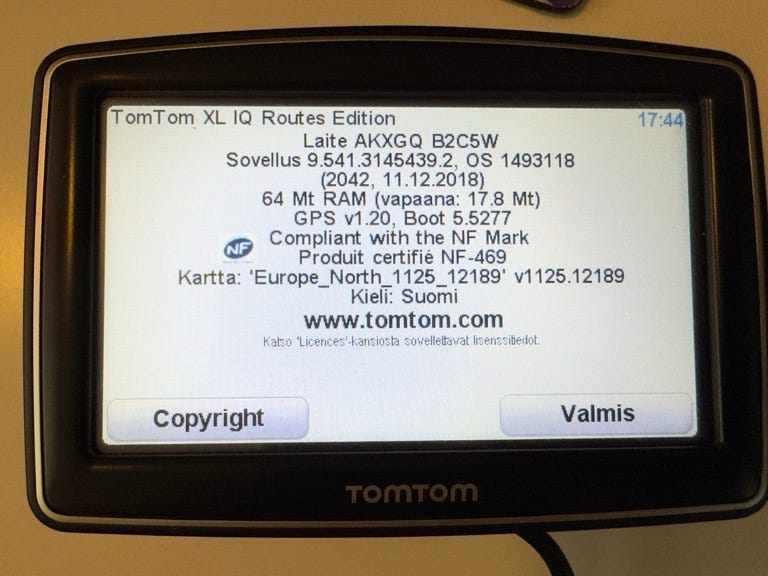 TomTom XL IQ Routes Edition
17:44
Laite AKXGQ B2C5W
Sovellus 9.541.3145439.2, OS 1493118
(2042, 11.12.2018)
64 Mt RAM (vapaana: 17.8 Mt)
GPS v1.20, Boot 5.5277
NF
Compliant with the NF Mark
Produit certifié NF-469
Kartta: 'Europe_North_1125_12189' v1125.12189
Kieli: Suomi
www.tomtom.com
Katso 'Licences'-kansiosta sovellettavat lisenssitiedot.
Copyright
Valmis
TOMTOM